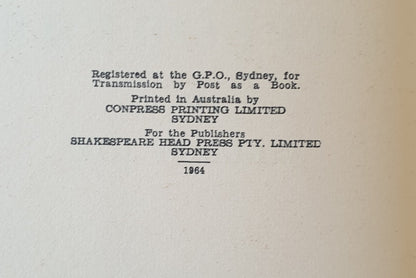 Registered at the G.P.O., Sydney, for
Transmission by Post as a Book.
Printed in Australia by
CONPRESS PRINTING LIMITED
SYDNEY
For the Publishers
SHAKESPEARE HEAD PRESS PTY. LIMITED
SYDNEY
1964